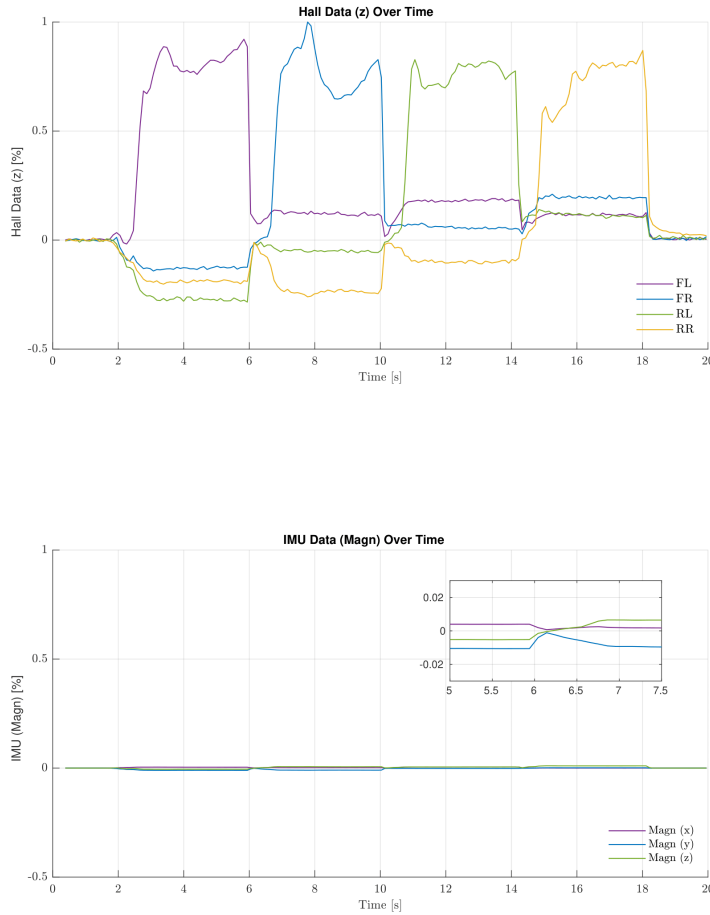 Hall Data (z) Over Time
Hall Data (z) [%]
1
0.5
0
-0.5
0 2 4 6 8 10 12 14 16 18 20
Time [s]
FL
FR
RL
RR
IMU Data (Magn) Over Time
IMU (Magn) [%]
1
0.5
0
-0.5
0.02
0
-0.02
5 5.5 6 6.5 7 7.5
Magn (x)
Magn (y)
Magn (z)
0 2 4 6 8 10 12 14 16 18 20
Time [s]